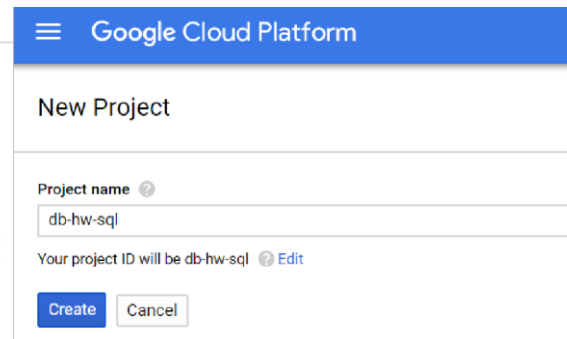 Google Cloud Platform
New Project
Project name ?
db-hw-sql
Your project ID will be db-hw-sql ? Edit
Create Cancel